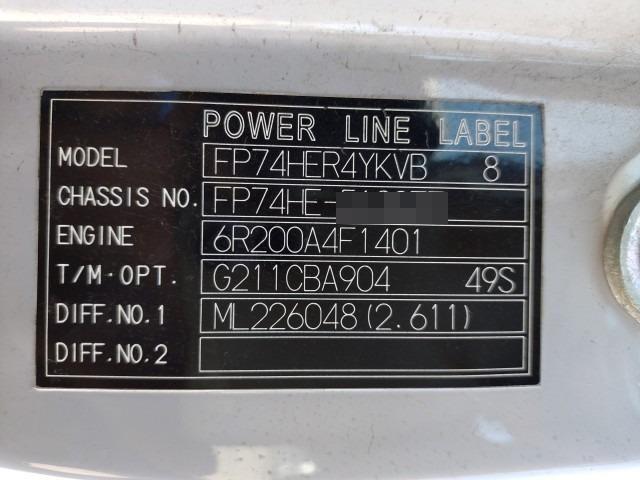 POWER LINE LABEL
MODEL FP74HER4YKVB 8
CHASSIS NO. FP74HE-
ENGINE 6R200A4F1401
T/M·OPT. G211CBA904 49S
DIFF.NO.1 ML226048(2.611)
DIFF.NO.2